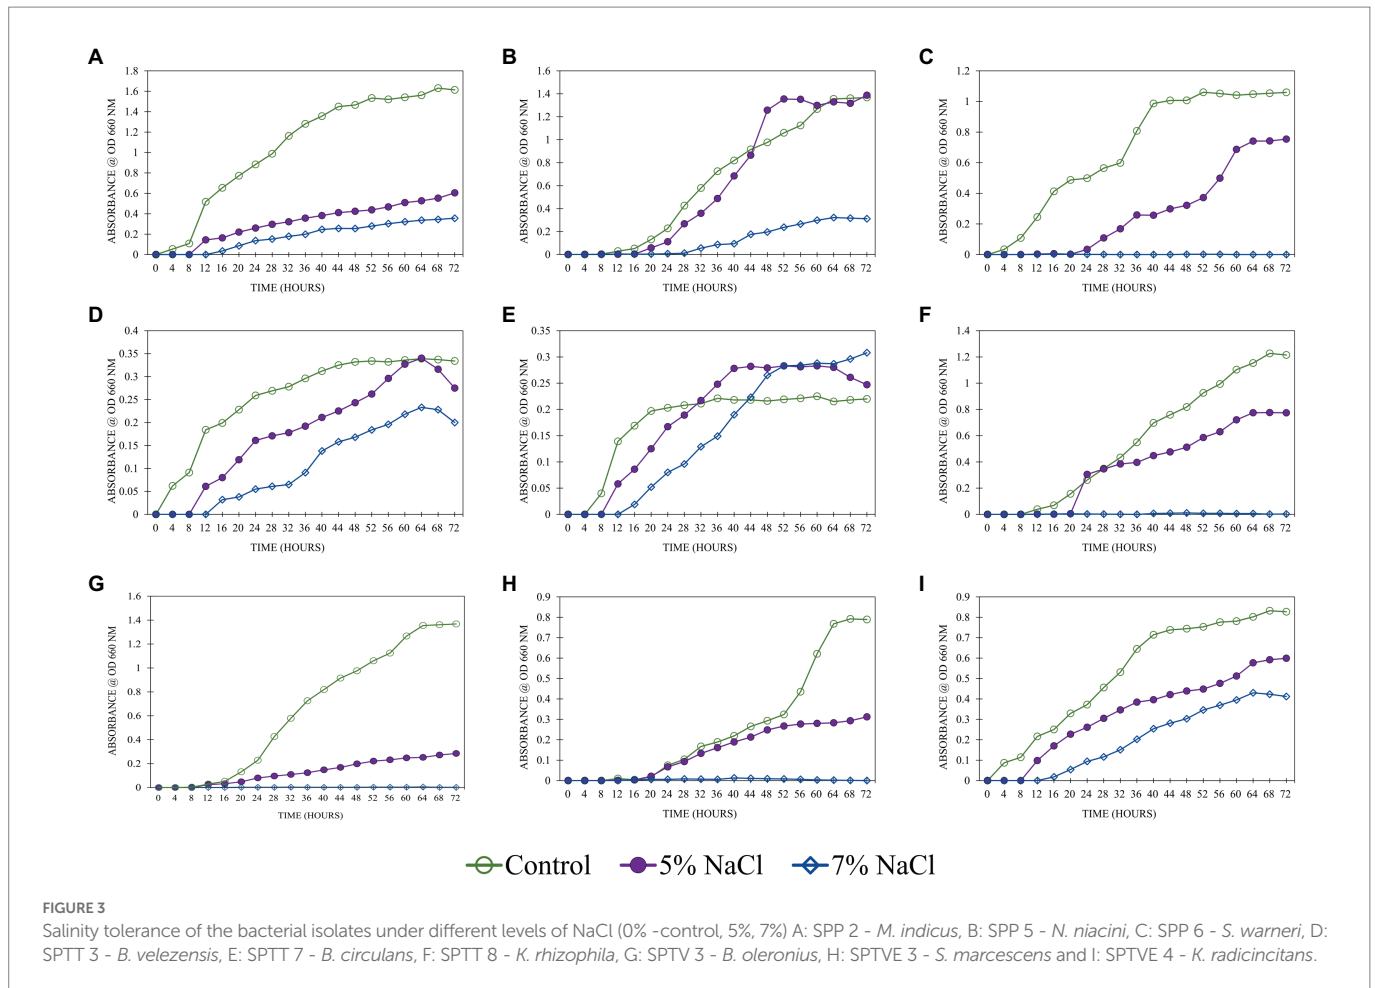 A
ABSORBANCE @ OD 660 NM
1.8
1.6
1.4
1.2
1
0.8
0.6
0.4
0.2
0
0 4 8 12 16 20 24 28 32 36 40 44 48 52 56 60 64 68 72
TIME (HOURS)
B
ABSORBANCE @ OD 660 NM
1.6
1.4
1.2
1
0.8
0.6
0.4
0.2
0
0 4 8 12 16 20 24 28 32 36 40 44 48 52 56 60 64 68 72
TIME (HOURS)
C
ABSORBANCE @ OD 660 NM
1.2
1
0.8
0.6
0.4
0.2
0
0 4 8 12 16 20 24 28 32 36 40 44 48 52 56 60 64 68 72
TIME (HOURS)
D
ABSORBANCE @ OD 660 NM
0.4
0.35
0.3
0.25
0.2
0.15
0.1
0.05
0
0 4 8 12 16 20 24 28 32 36 40 44 48 52 56 60 64 68 72
TIME (HOURS)
E
ABSORBANCE @ OD 660 NM
0.35
0.3
0.25
0.2
0.15
0.1
0.05
0
0 4 8 12 16 20 24 28 32 36 40 44 48 52 56 60 64 68 72
TIME (HOURS)
F
ABSORBANCE @ OD 660 NM
1.4
1.2
1
0.8
0.6
0.4
0.2
0
0 4 8 12 16 20 24 28 32 36 40 44 48 52 56 60 64 68 72
TIME (HOURS)
G
ABSORBANCE @ OD 660 NM
1.6
1.4
1.2
1
0.8
0.6
0.4
0.2
0
0 4 8 12 16 20 24 28 32 36 40 44 48 52 56 60 64 68 72
TIME (HOURS)
H
ABSORBANCE @ OD 660 NM
0.9
0.8
0.7
0.6
0.5
0.4
0.3
0.2
0.1
0
0 4 8 12 16 20 24 28 32 36 40 44 48 52 56 60 64 68 72
TIME (HOURS)
I
ABSORBANCE @ OD 660 NM
0.9
0.8
0.7
0.6
0.5
0.4
0.3
0.2
0.1
0
0 4 8 12 16 20 24 28 32 36 40 44 48 52 56 60 64 68 72
TIME (HOURS)
Control 5% NaCl 7% NaCl
FIGURE 3
Salinity tolerance of the bacterial isolates under different levels of NaCl (0% -control, 5%, 7%) A: SPP 2 - M. indicus, B: SPP 5 - N. niacini, C: SPP 6 - S. warneri, D:
SPTT 3 - B. velezensis, E: SPTT 7 - B. circulans, F: SPTT 8 - K. rhizophila, G: SPTV 3 - B. oleronius, H: SPTVE 3 - S. marcescens and I: SPTVE 4 - K. radicincitans.